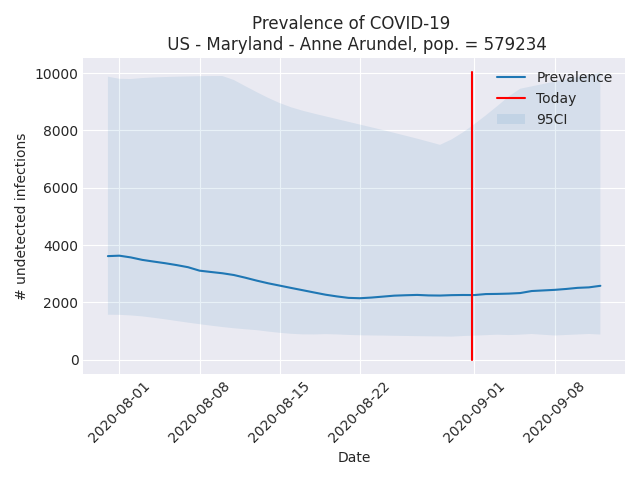 Prevalence of COVID-19
US - Maryland - Anne Arundel, pop. = 579234
10000
8000
6000
4000
2000
0
# undetected infections
Prevalence
Today
95CI
2020-08-01
2020-08-08
2020-08-15
2020-08-22
2020-09-01
2020-09-08
Date